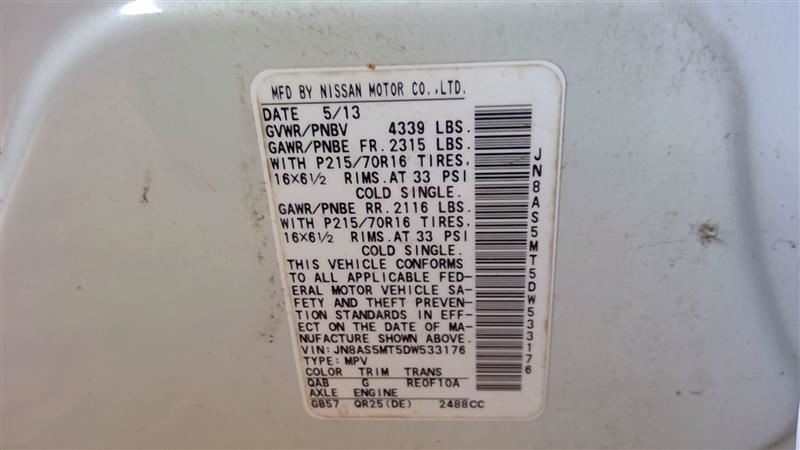 MFD BY NISSAN MOTOR CO.,LTD.
DATE 5/13
GVWR/PNBV 4339 LBS.
GAWR/PNBE FR. 2315 LBS.
WITH P215/70R16 TIRES,
16X6½ RIMS.AT 33 PSI
COLD SINGLE.
GAWR/PNBE RR. 2116 LBS.
WITH P215/70R16 TIRES,
16X6½ RIMS.AT 33 PSI
COLD SINGLE.
THIS VEHICLE CONFORMS
TO ALL APPLICABLE FED-
ERAL MOTOR VEHICLE SA-
FETY AND THEFT PREVEN-
TION STANDARDS IN EFF-
ECT ON THE DATE OF MA-
NUFACTURE SHOWN ABOVE.
VIN: JN8AS5MT5DW533176
TYPE: MPV
COLOR TRIM TRANS
QAB G RE0F10A
AXLE ENGINE
GB57 QR25(DE) 2488CC
JN8AS5MT5DW533176